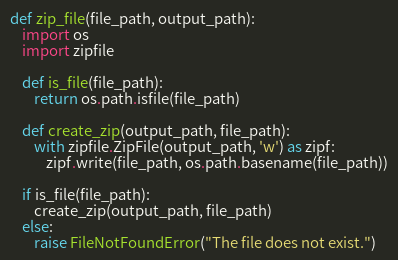 def zip_file(file_path, output_path):
    import os
    import zipfile

    def is_file(file_path):
        return os.path.isfile(file_path)

    def create_zip(output_path, file_path):
        with zipfile.ZipFile(output_path, 'w') as zipf:
            zipf.write(file_path, os.path.basename(file_path))

    if is_file(file_path):
        create_zip(output_path, file_path)
    else:
        raise FileNotFoundError("The file does not exist.")